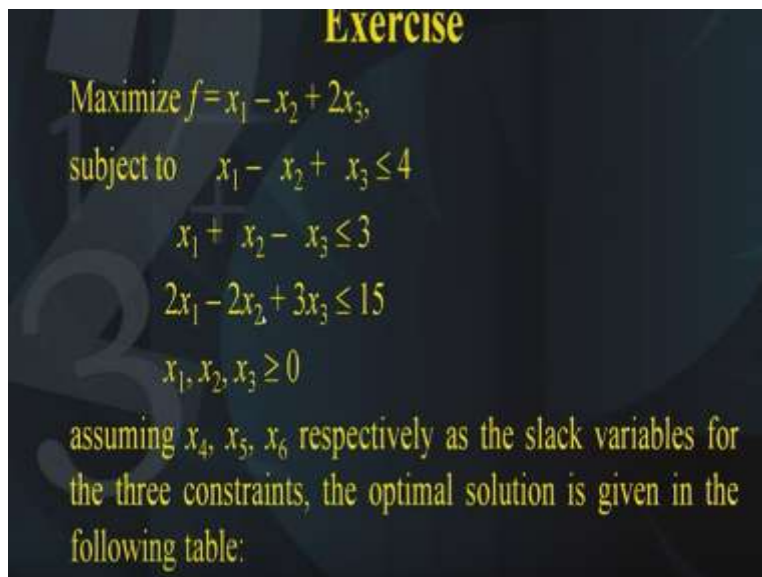 Exercise
Maximize f = x₁ – x₂ + 2x₃,
subject to x₁ – x₂ + x₃ ≤ 4
x₁ + x₂ – x₃ ≤ 3
2x₁ – 2x₂ + 3x₃ ≤ 15
x₁, x₂, x₃ ≥ 0
assuming x₄, x₅, x₆ respectively as the slack variables for
the three constraints, the optimal solution is given in the
following table: